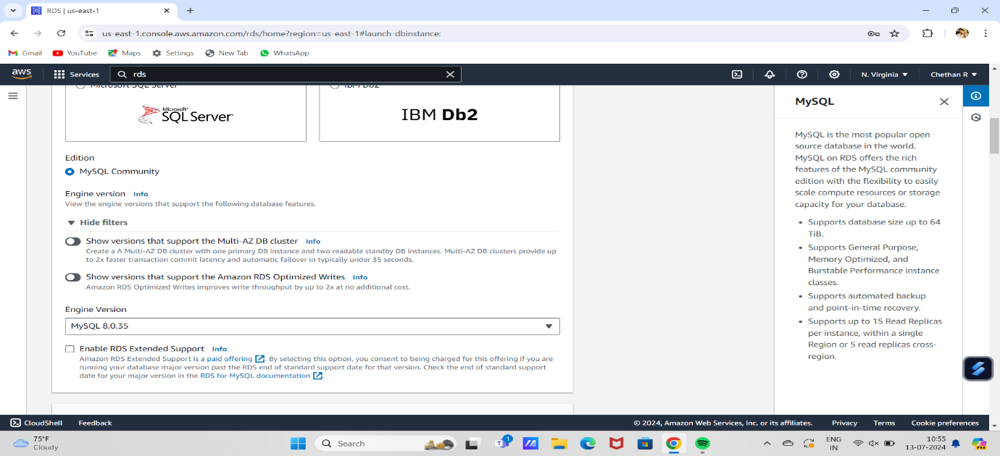 RDS | us-east-1
us-east-1.console.aws.amazon.com/rds/home?region=us-east-1#launch-dbinstance:
Gmail YouTube Maps Settings New Tab WhatsApp
aws Services rds N. Virginia Chethan R
Microsoft SQL Server IBM Db2
Microsoft®
SQL Server
IBM Db2
Edition
MySQL Community
Engine version Info
View the engine versions that support the following database features.
Hide filters
Show versions that support the Multi-AZ DB cluster Info
Create a A Multi-AZ DB cluster with one primary DB instance and two readable standby DB instances. Multi-AZ DB clusters provide up
to 2x faster transaction commit latency and automatic failover in typically under 35 seconds.
Show versions that support the Amazon RDS Optimized Writes Info
Amazon RDS Optimized Writes improves write throughput by up to 2x at no additional cost.
Engine Version
MySQL 8.0.35
Enable RDS Extended Support Info
Amazon RDS Extended Support is a paid offering. By selecting this option, you consent to being charged for this offering if you are
running your database major version past the RDS end of standard support date for that version. Check the end of standard support
date for your major version in the RDS for MySQL documentation.
MySQL
MySQL is the most popular open
source database in the world.
MySQL on RDS offers the rich
features of the MySQL community
edition with the flexibility to easily
scale compute resources or storage
capacity for your database.
• Supports database size up to 64
TiB.
• Supports General Purpose,
Memory Optimized, and
Burstable Performance instance
classes.
• Supports automated backup
and point-in-time recovery.
• Supports up to 15 Read Replicas
per instance, within a single
Region or 5 read replicas cross-
region.
CloudShell Feedback © 2024, Amazon Web Services, Inc. or its affiliates. Privacy Terms Cookie preferences
75°F
Cloudy
Search
1
ENG
IN
10:55
13-07-2024
PRE